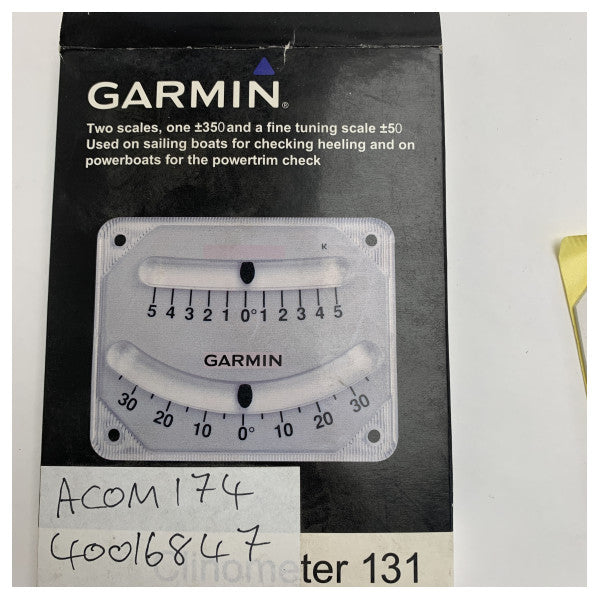 GARMIN®
Two scales, one ±350 and a fine tuning scale ±50
Used on sailing boats for checking heeling and on
powerboats for the powertrim check
K
5 4 3 2 1 0° 1 2 3 4 5
GARMIN
30 20 10 0° 10 20 30
ACOM174
40016847
Clinometer 131